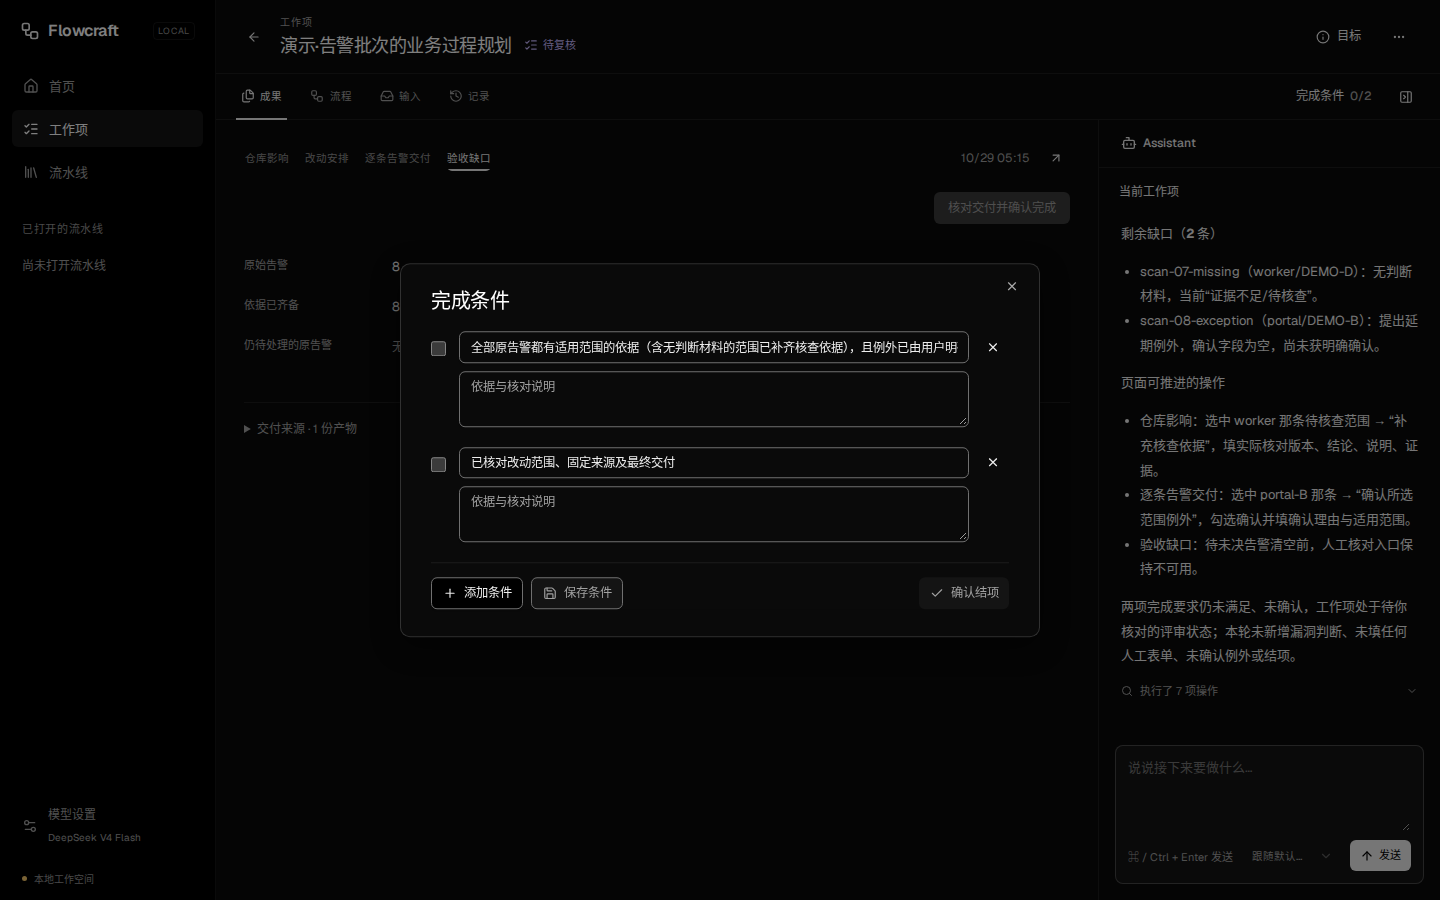 Flowcraft
LOCAL
首页
工作项
流水线
已打开的流水线
尚未打开流水线
模型设置
DeepSeek V4 Flash
本地工作空间
工作项
演示·告警批次的业务过程规划
待复核
目标
成果
流程
输入
记录
完成条件 0/2
仓库影响
改动安排
逐条告警交付
验收缺口
10/29 05:15
核对交付并确认完成
原始告警
8
依据已齐备
8
仍待处理的原告警
无
交付来源 · 1 份产物
完成条件
全部原告警都有适用范围的依据（含无判断材料的范围已补齐核查依据），且例外已由用户明
依据与核对说明
已核对改动范围、固定来源及最终交付
依据与核对说明
添加条件
保存条件
确认结项
Assistant
当前工作项
剩余缺口（2 条）
scan-07-missing（worker/DEMO-D）：无判断
材料，当前“证据不足/待核查”。
scan-08-exception（portal/DEMO-B）：提出延
期例外，确认字段为空，尚未获明确确认。
页面可推进的操作
仓库影响：选中 worker 那条待核查范围 → “补
充核查依据”，填实际核对版本、结论、说明、证
据。
逐条告警交付：选中 portal-B 那条 → “确认所选
范围例外”，勾选确认并填确认理由与适用范围。
验收缺口：待未决告警清空前，人工核对入口保
持不可用。
两项完成要求仍未满足、未确认，工作项处于待你
核对的评审状态；本轮未新增漏洞判断、未填任何
人工表单、未确认例外或结项。
执行了 7 项操作
说说接下来要做什么…
⌘ / Ctrl + Enter 发送
跟随默认…
发送